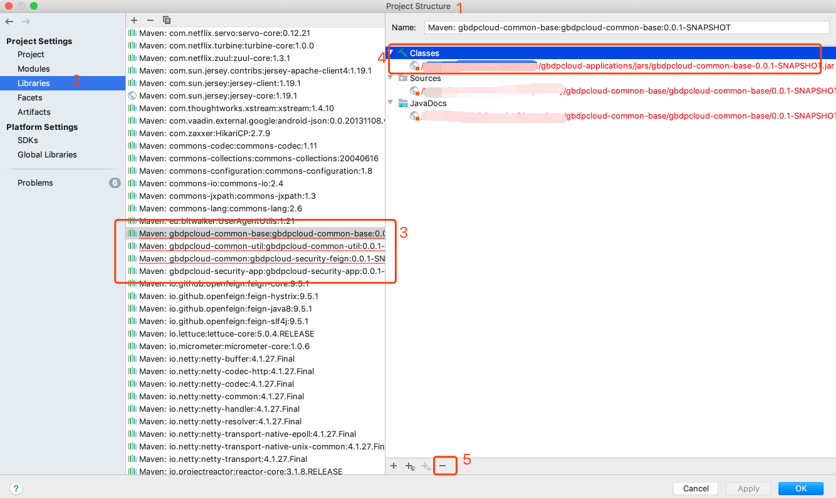 Project Structure
1
Project Settings
Project
Modules
Libraries
2
Facets
Artifacts
Platform Settings
SDKs
Global Libraries
Problems
6
Maven: com.netflix.servo:servo-core:0.12.21
Maven: com.netflix.turbine:turbine-core:1.0.0
Maven: com.netflix.zuul:zuul-core:1.3.1
Maven: com.sun.jersey.contribs:jersey-apache-client4:1.19.1
Maven: com.sun.jersey:jersey-client:1.19.1
Maven: com.sun.jersey:jersey-core:1.19.1
Maven: com.thoughtworks.xstream:xstream:1.4.10
Maven: com.vaadin.external.google:android-json:0.0.20131108.v
Maven: com.zaxxer:HikariCP:2.7.9
Maven: commons-codec:commons-codec:1.11
Maven: commons-collections:commons-collections:20040616
Maven: commons-configuration:commons-configuration:1.8
Maven: commons-io:commons-io:2.4
Maven: commons-jxpath:commons-jxpath:1.3
Maven: commons-lang:commons-lang:2.6
Maven: eu.bitwalker:UserAgentUtils:1.21
Maven: gbdpcloud-common-base:gbdpcloud-common-base:0.0
Maven: gbdpcloud-common-util:gbdpcloud-common-util:0.0.1-
Maven: gbdpcloud-common:gbdpcloud-security-feign:0.0.1-SN
Maven: gbdpcloud-security-app:gbdpcloud-security-app:0.0.1-
3
Maven: io.github.openfeign:feign-core:9.5.1
Maven: io.github.openfeign:feign-hystrix:9.5.1
Maven: io.github.openfeign:feign-java8:9.5.1
Maven: io.github.openfeign:feign-slf4j:9.5.1
Maven: io.lettuce:lettuce-core:5.0.4.RELEASE
Maven: io.micrometer:micrometer-core:1.0.6
Maven: io.netty:netty-buffer:4.1.27.Final
Maven: io.netty:netty-codec-http:4.1.27.Final
Maven: io.netty:netty-codec:4.1.27.Final
Maven: io.netty:netty-common:4.1.27.Final
Maven: io.netty:netty-handler:4.1.27.Final
Maven: io.netty:netty-resolver:4.1.27.Final
Maven: io.netty:netty-transport-native-epoll:4.1.27.Final
Maven: io.netty:netty-transport-native-unix-common:4.1.27.Fin
Maven: io.netty:netty-transport:4.1.27.Final
Maven: io.projectreactor:reactor-core:3.1.8.RELEASE
Name: Maven: gbdpcloud-common-base:gbdpcloud-common-base:0.0.1-SNAPSHOT
4
Classes
/gbdpcloud-applications/jars/gbdpcloud-common-base-0.0.1-SNAPSHOT.jar
Sources
/gbdpcloud-common-base/gbdpcloud-common-base/0.0.1-SNAPSHOT
JavaDocs
/gbdpcloud-common-base/gbdpcloud-common-base/0.0.1-SNAPSHOT
5
?
Cancel
Apply
OK